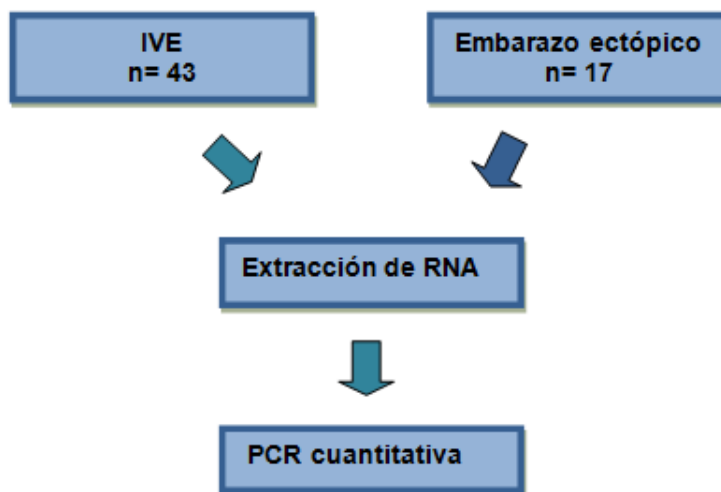 IVE
n= 43
Embarazo ectópico
n= 17
Extracción de RNA
PCR cuantitativa